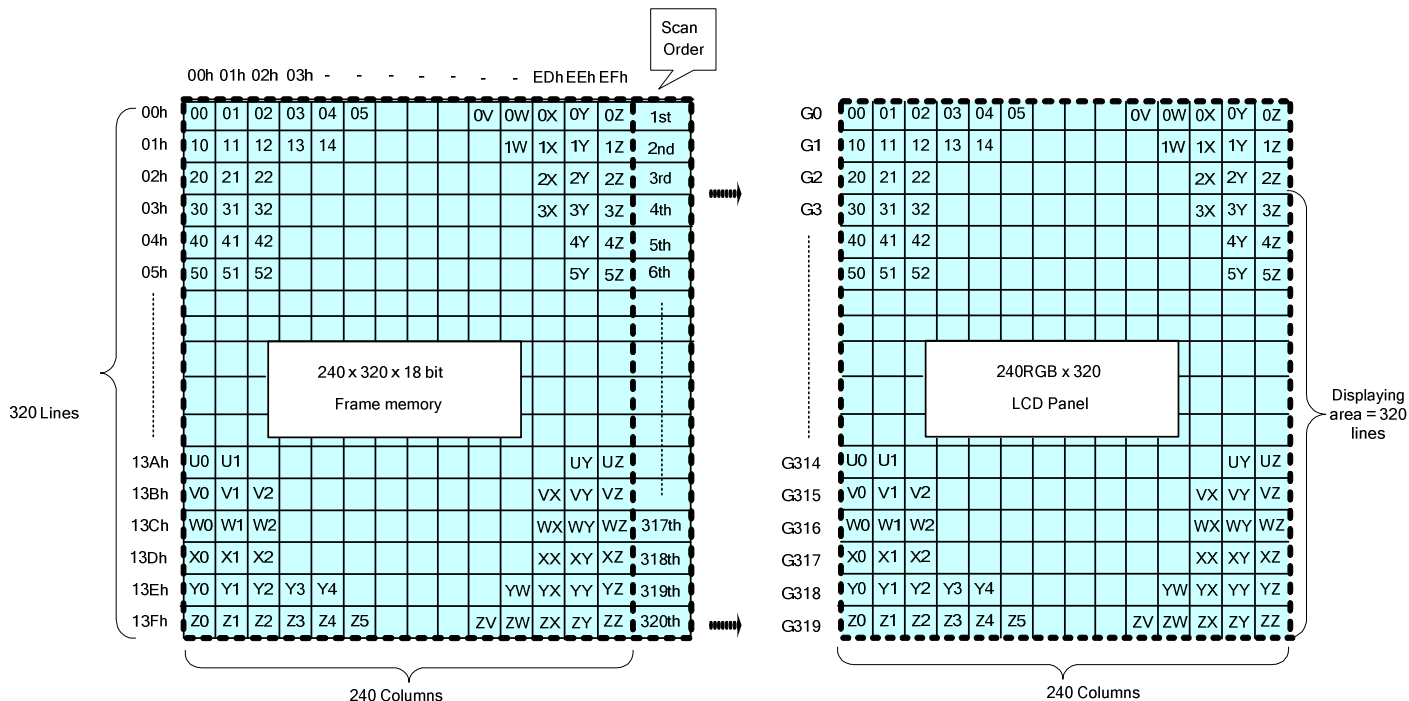 Scan
Order
00h 01h 02h 03h - - - - - - - EDh EEh EFh
00h 00 01 02 03 04 05 0V 0W 0X 0Y 0Z 1st
01h 10 11 12 13 14 1W 1X 1Y 1Z 2nd
02h 20 21 22 2X 2Y 2Z 3rd
03h 30 31 32 3X 3Y 3Z 4th
04h 40 41 42 4Y 4Z 5th
05h 50 51 52 5Y 5Z 6th
240 x 320 x 18 bit
Frame memory
320 Lines
13Ah U0 U1 UY UZ
13Bh V0 V1 V2 VX VY VZ
13Ch W0 W1 W2 WX WY WZ 317th
13Dh X0 X1 X2 XX XY XZ 318th
13Eh Y0 Y1 Y2 Y3 Y4 YW YX YY YZ 319th
13Fh Z0 Z1 Z2 Z3 Z4 Z5 ZV ZW ZX ZY ZZ 320th
240 Columns
G0 00 01 02 03 04 05 0V 0W 0X 0Y 0Z
G1 10 11 12 13 14 1W 1X 1Y 1Z
G2 20 21 22 2X 2Y 2Z
G3 30 31 32 3X 3Y 3Z
40 41 42 4Y 4Z
50 51 52 5Y 5Z
240RGB x 320
LCD Panel
Displaying
area = 320
lines
G314 U0 U1 UY UZ
G315 V0 V1 V2 VX VY VZ
G316 W0 W1 W2 WX WY WZ
G317 X0 X1 X2 XX XY XZ
G318 Y0 Y1 Y2 Y3 Y4 YW YX YY YZ
G319 Z0 Z1 Z2 Z3 Z4 Z5 ZV ZW ZX ZY ZZ
240 Columns